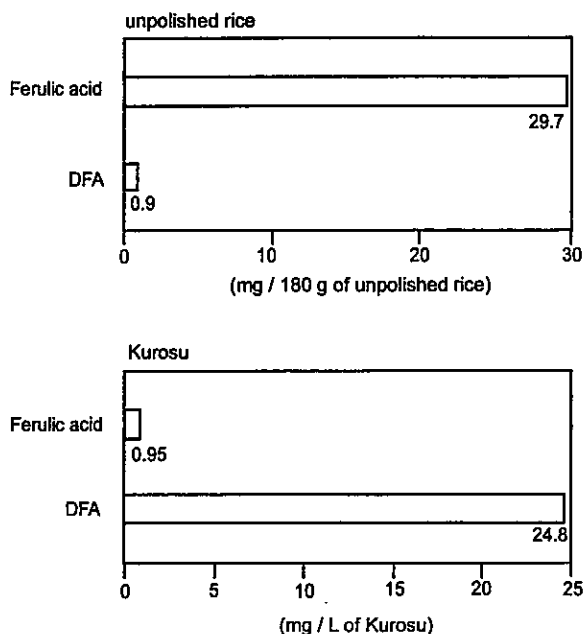 unpolished rice
Ferulic acid
29.7
DFA
0.9
0 10 20 30
(mg / 180 g of unpolished rice)
Kurosu
Ferulic acid
0.95
DFA
24.8
0 5 10 15 20 25
(mg / L of Kurosu)